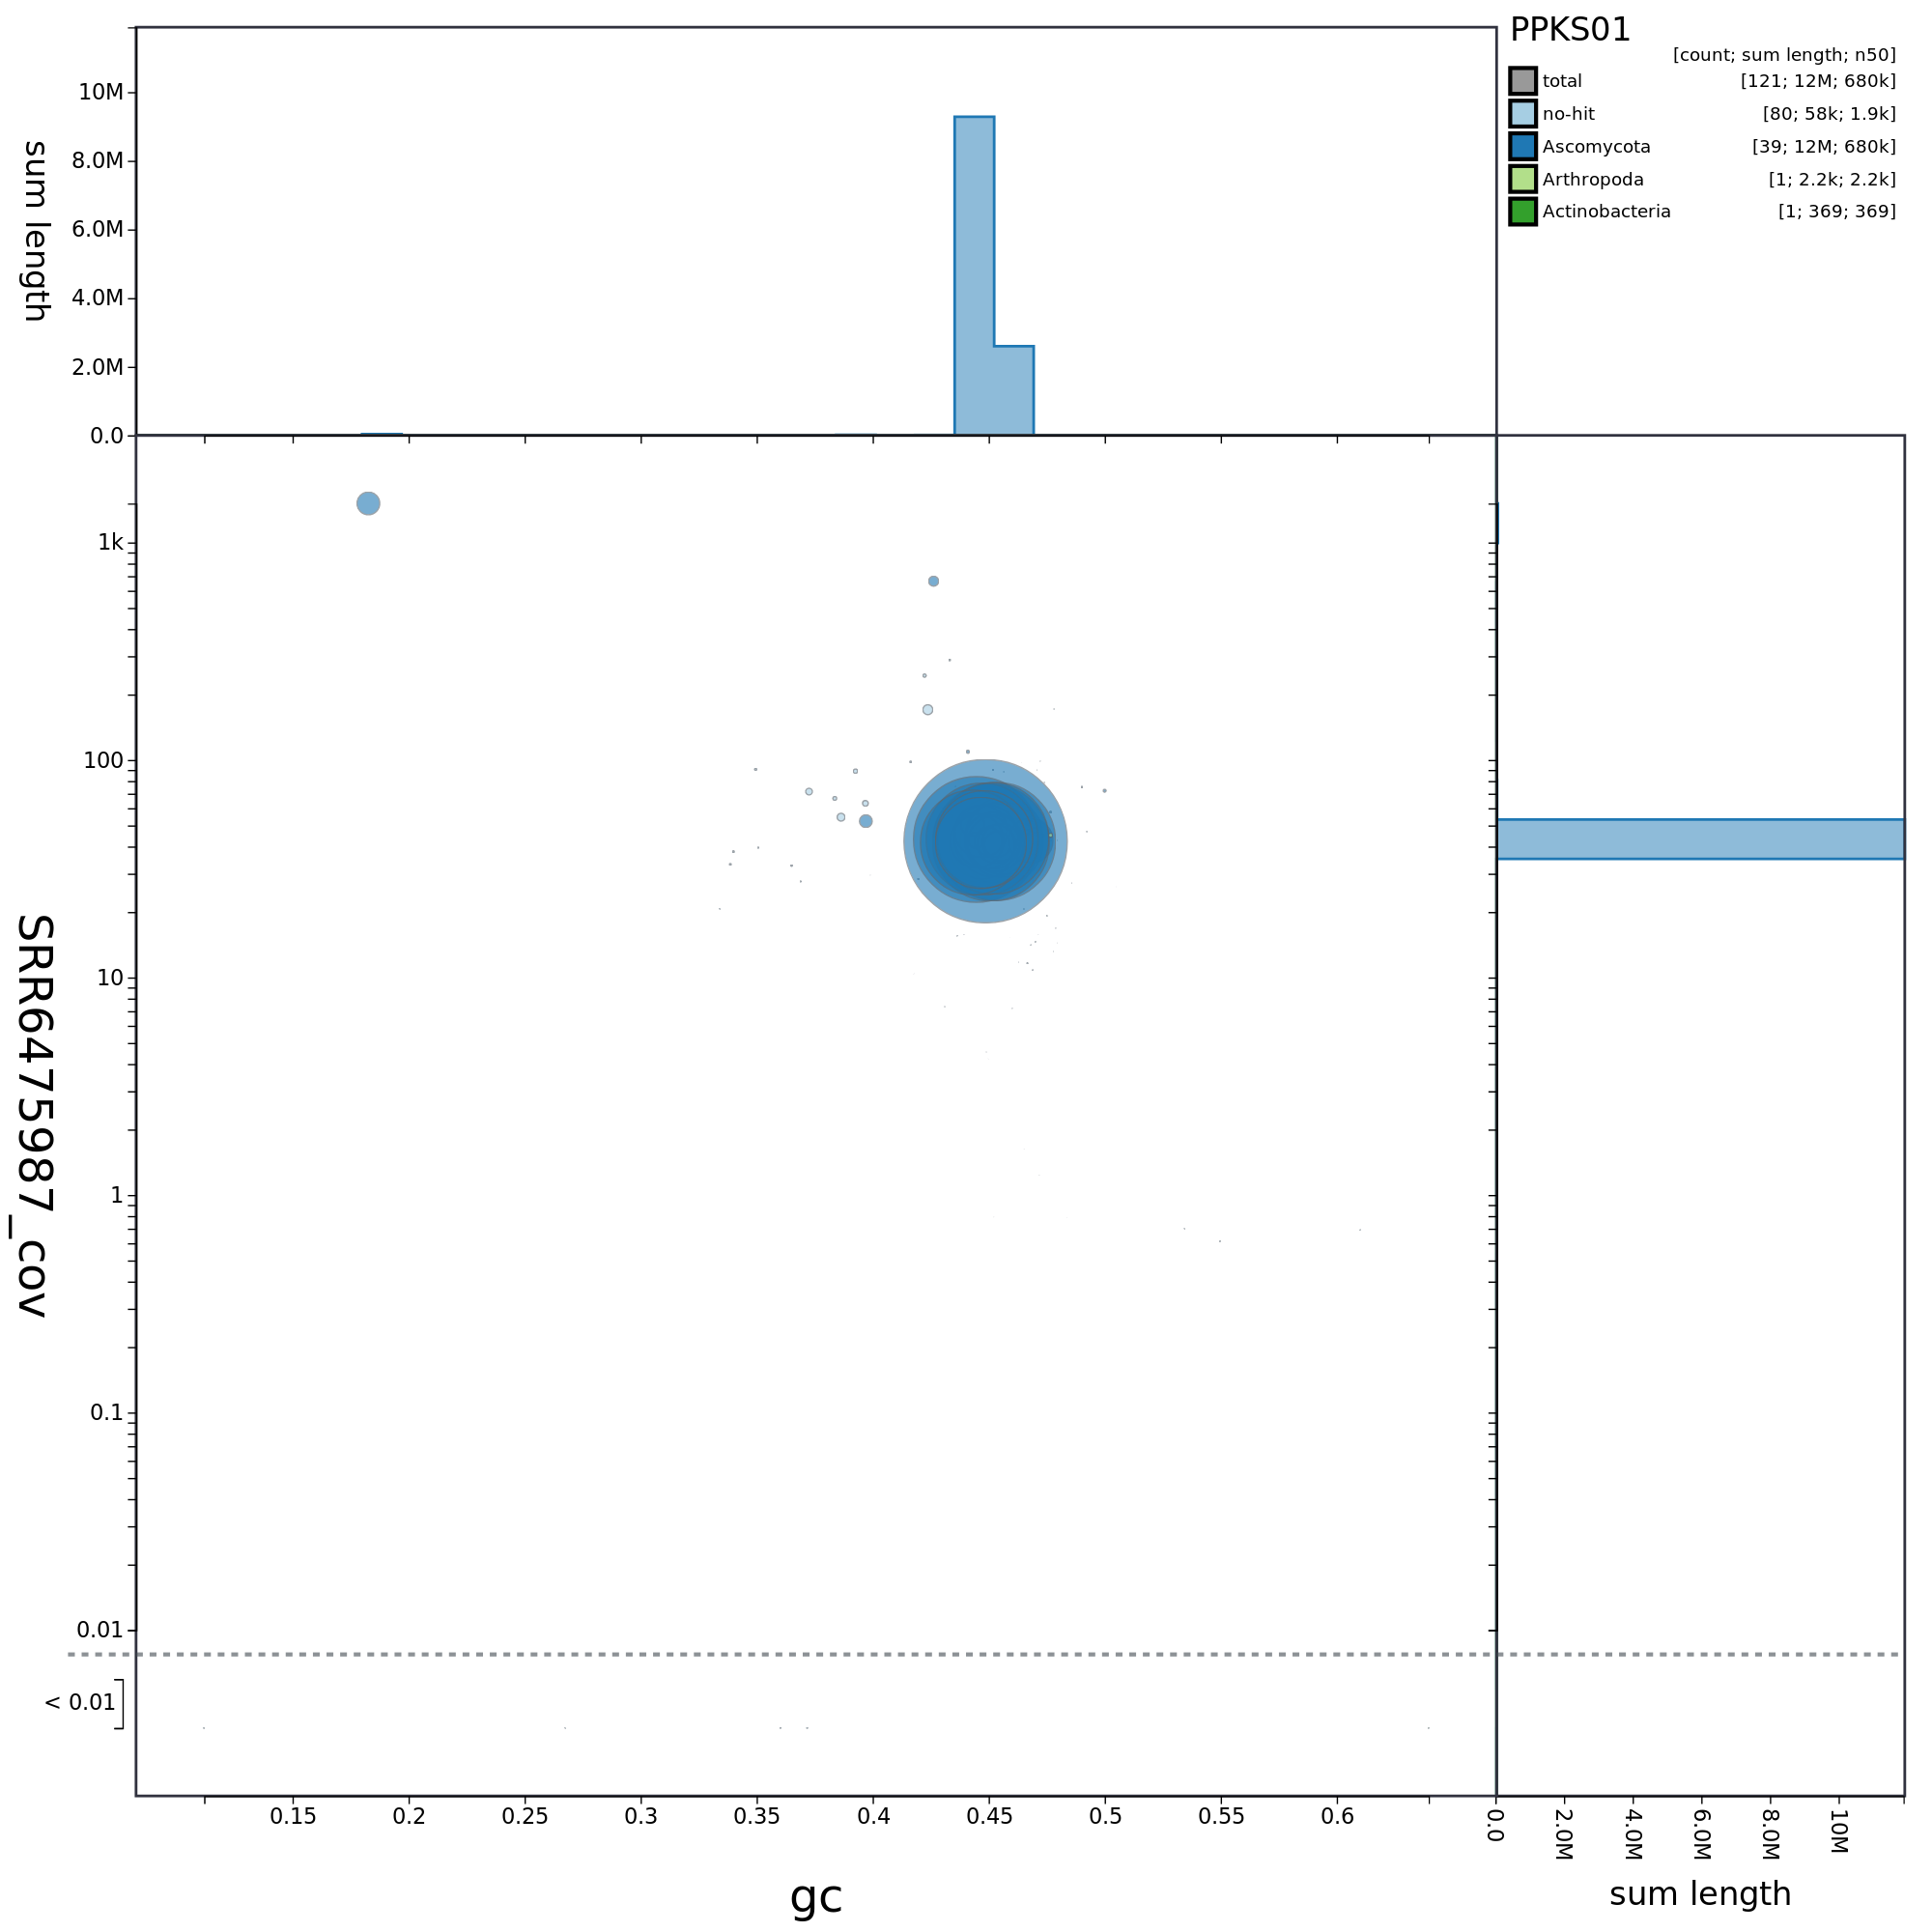 PPKS01
[count; sum length; n50]
total [121; 12M; 680k]
no-hit [80; 58k; 1.9k]
Ascomycota [39; 12M; 680k]
Arthropoda [1; 2.2k; 2.2k]
Actinobacteria [1; 369; 369]
sum length
10M
8.0M
6.0M
4.0M
2.0M
0.0
SRR6475987_cov
1k
100
10
1
0.1
0.01
< 0.01
0.15 0.2 0.25 0.3 0.35 0.4 0.45 0.5 0.55 0.6
gc
0.0 2.0M 4.0M 6.0M 8.0M 10M
sum length